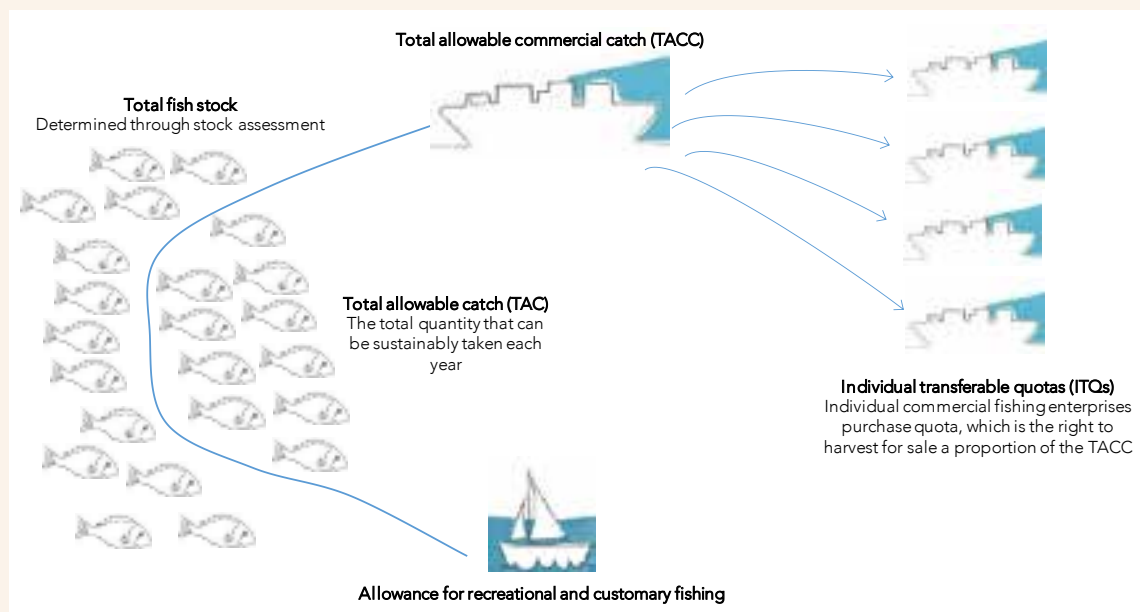 Total allowable commercial catch (TACC)
Total fish stock
Determined through stock assessment
Total allowable catch (TAC)
The total quantity that can
be sustainably taken each
year
Individual transferable quotas (ITQs)
Individual commercial fishing enterprises
purchase quota, which is the right to
harvest for sale a proportion of the TACC
Allowance for recreational and customary fishing